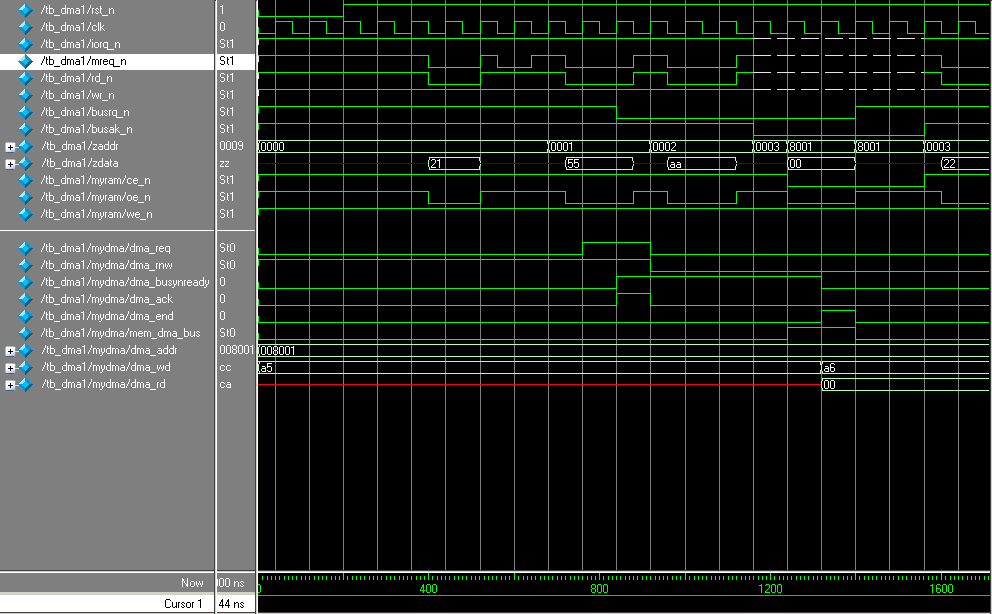 /tb_dma1/rst_n 1
/tb_dma1/clk 0
/tb_dma1/iorq_n St1
/tb_dma1/mreq_n St1
/tb_dma1/rd_n St1
/tb_dma1/wr_n St1
/tb_dma1/busrq_n St1
/tb_dma1/busak_n St1
/tb_dma1/zaddr 0009 0000 0001 0002 0003 8001 8001 0003
/tb_dma1/zdata zz 21 55 aa 00 22
/tb_dma1/myram/ce_n St1
/tb_dma1/myram/oe_n St1
/tb_dma1/myram/we_n St1
/tb_dma1/mydma/dma_req St0
/tb_dma1/mydma/dma_rnw St0
/tb_dma1/mydma/dma_busynready 0
/tb_dma1/mydma/dma_ack 0
/tb_dma1/mydma/dma_end 0
/tb_dma1/mydma/mem_dma_bus St0
/tb_dma1/mydma/dma_addr 008001 008001
/tb_dma1/mydma/dma_wd cc a5 a6
/tb_dma1/mydma/dma_rd ca 00
Now 000 ns 0 400 800 1200 1600
Cursor 1 44 ns